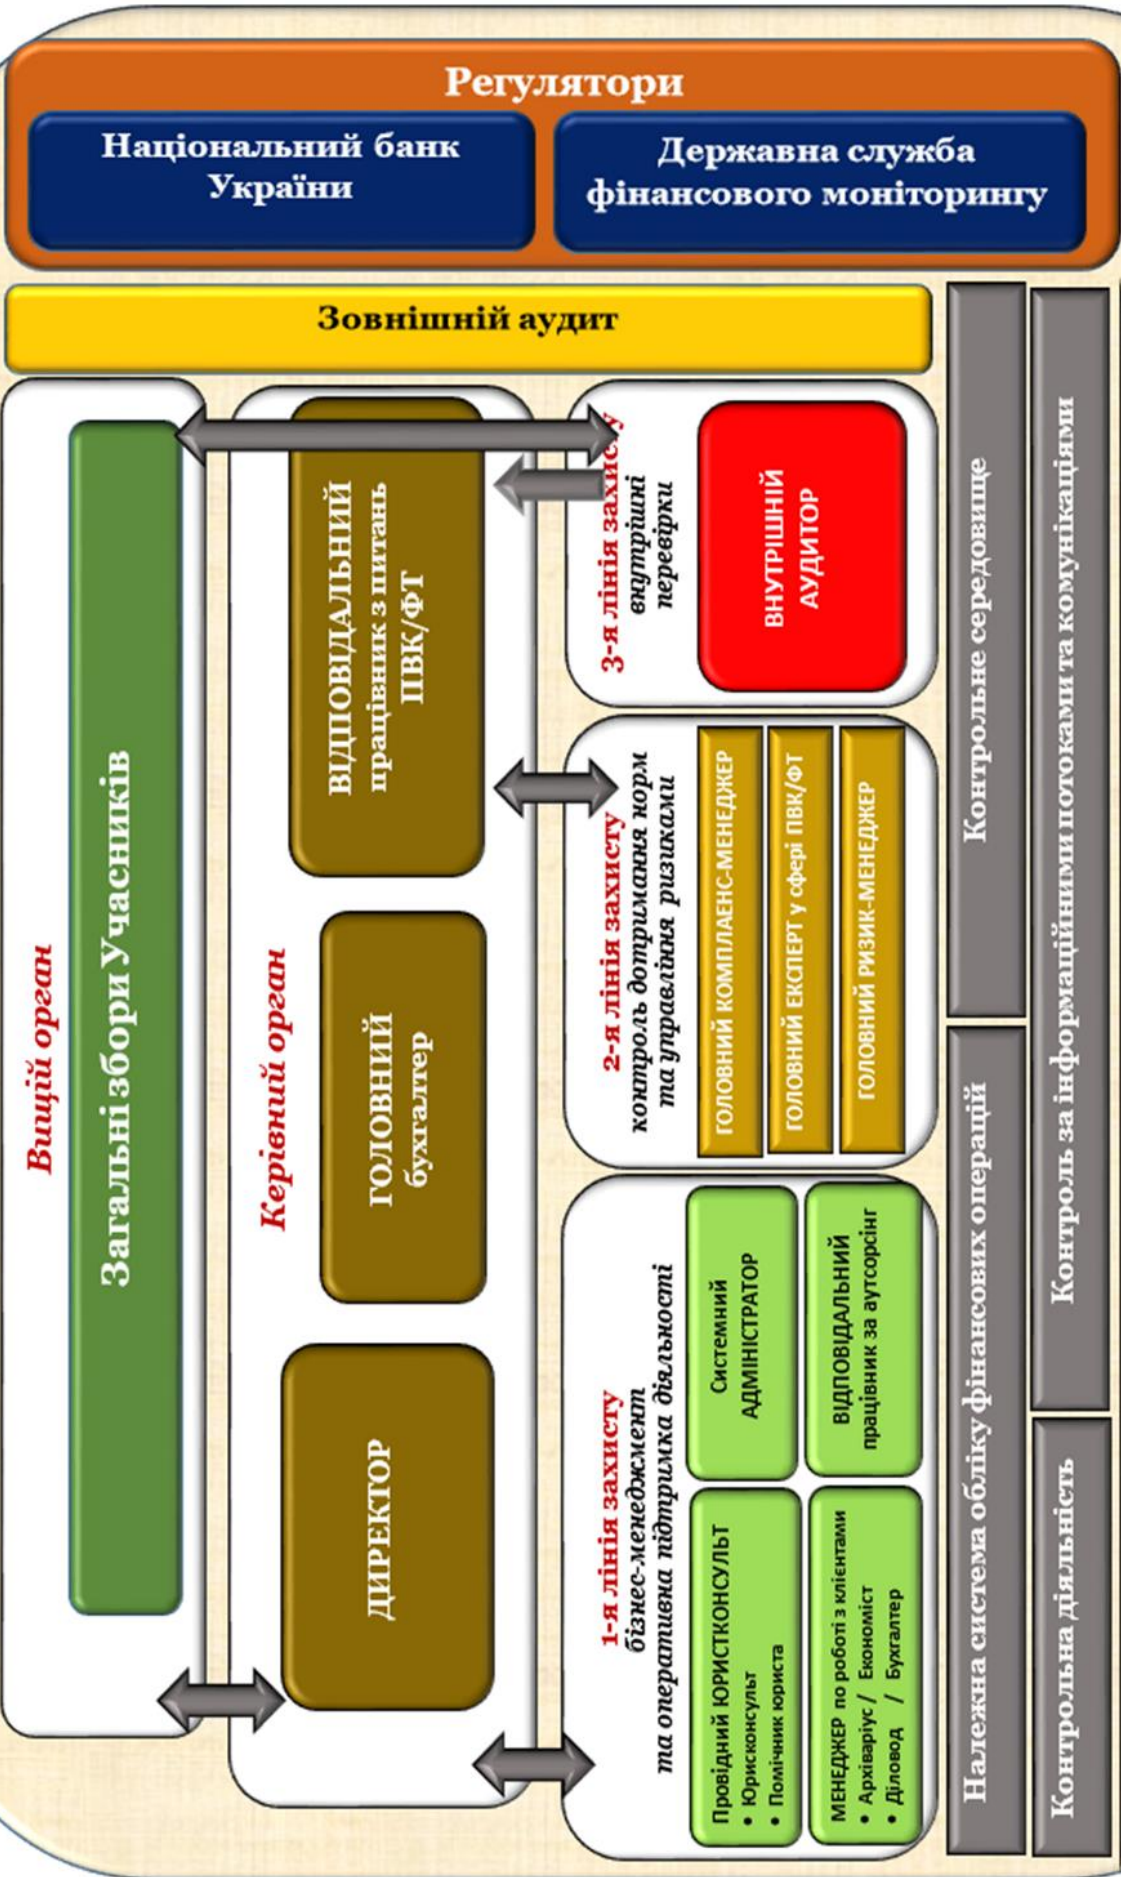 Регулятори
Національний банк
України
Державна служба
фінансового моніторингу
Зовнішній аудит
Вищій орган
Загальні збори Учасників
Керівний орган
ДИРЕКТОР
ГОЛОВНИЙ
бухгалтер
ВІДПОВІДАЛЬНИЙ
працівник з питань
ПВК/ФТ
1-я лінія захисту
бізнес-менеджмент
та оперативна підтримка діяльності
Провідний ЮРИСТКОНСУЛЬТ
• Юрисконсульт
• Помічник юриста
Системний
АДМІНІСТРАТОР
МЕНЕДЖЕР по роботі з клієнтами
• Архіваріус / Економіст
• Діловод / Бухгалтер
ВІДПОВІДАЛЬНИЙ
працівник за аутсорсінг
2-я лінія захисту
контроль дотримання норм
та управління ризиками
ГОЛОВНИЙ КОМПЛАЕНС-МЕНЕДЖЕР
ГОЛОВНИЙ ЕКСПЕРТ у сфері ПВК/ФТ
ГОЛОВНИЙ РИЗИК-МЕНЕДЖЕР
3-я лінія захисту
внутрішні
перевірки
ВНУТРІШНІЙ
АУДИТОР
Належна система обліку фінансових операцій
Контрольне середовище
Контрольна діяльність
Контроль за інформаційними потоками та комунікаціями